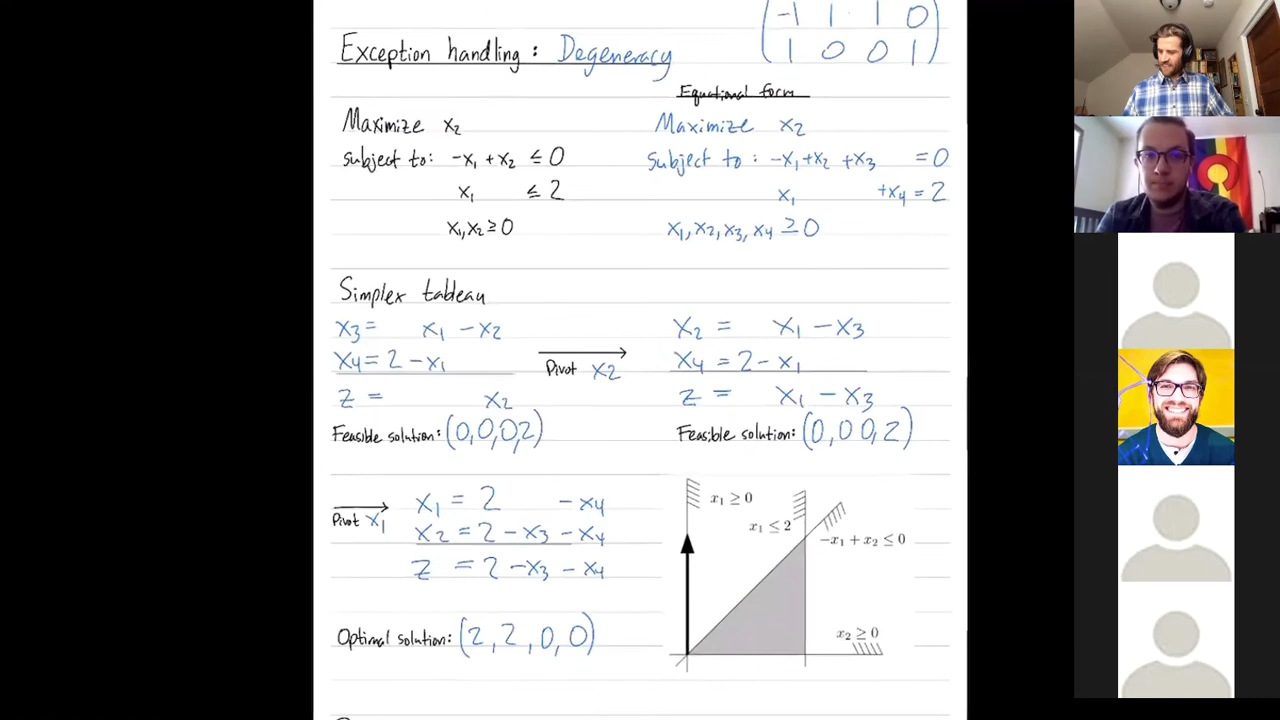 -1 1 1 0
1 0 0 1
Exception handling: Degeneracy
Equational form
Maximize x₂
subject to: -x₁ + x₂ ≤ 0
x₁ ≤ 2
x₁, x₂ ≥ 0
Maximize x₂
subject to: -x₁ + x₂ + x₃ = 0
x₁ + x₄ = 2
x₁, x₂, x₃, x₄ ≥ 0
Simplex tableau
x₃ = x₁ - x₂
x₄ = 2 - x₁
z = x₂
Feasible solution: (0,0,0,2)
Pivot x2
x₂ = x₁ - x₃
x₄ = 2 - x₁
z = x₁ - x₃
Feasible solution: (0,0 0,2)
Pivot x₁
x₁ = 2 - x₄
x₂ = 2 - x₃ - x₄
z = 2 - x₃ - x₄
Optimal solution: (2,2,0,0)
x₁ ≥ 0
x₁ ≤ 2
-x₁ + x₂ ≤ 0
x₂ ≥ 0